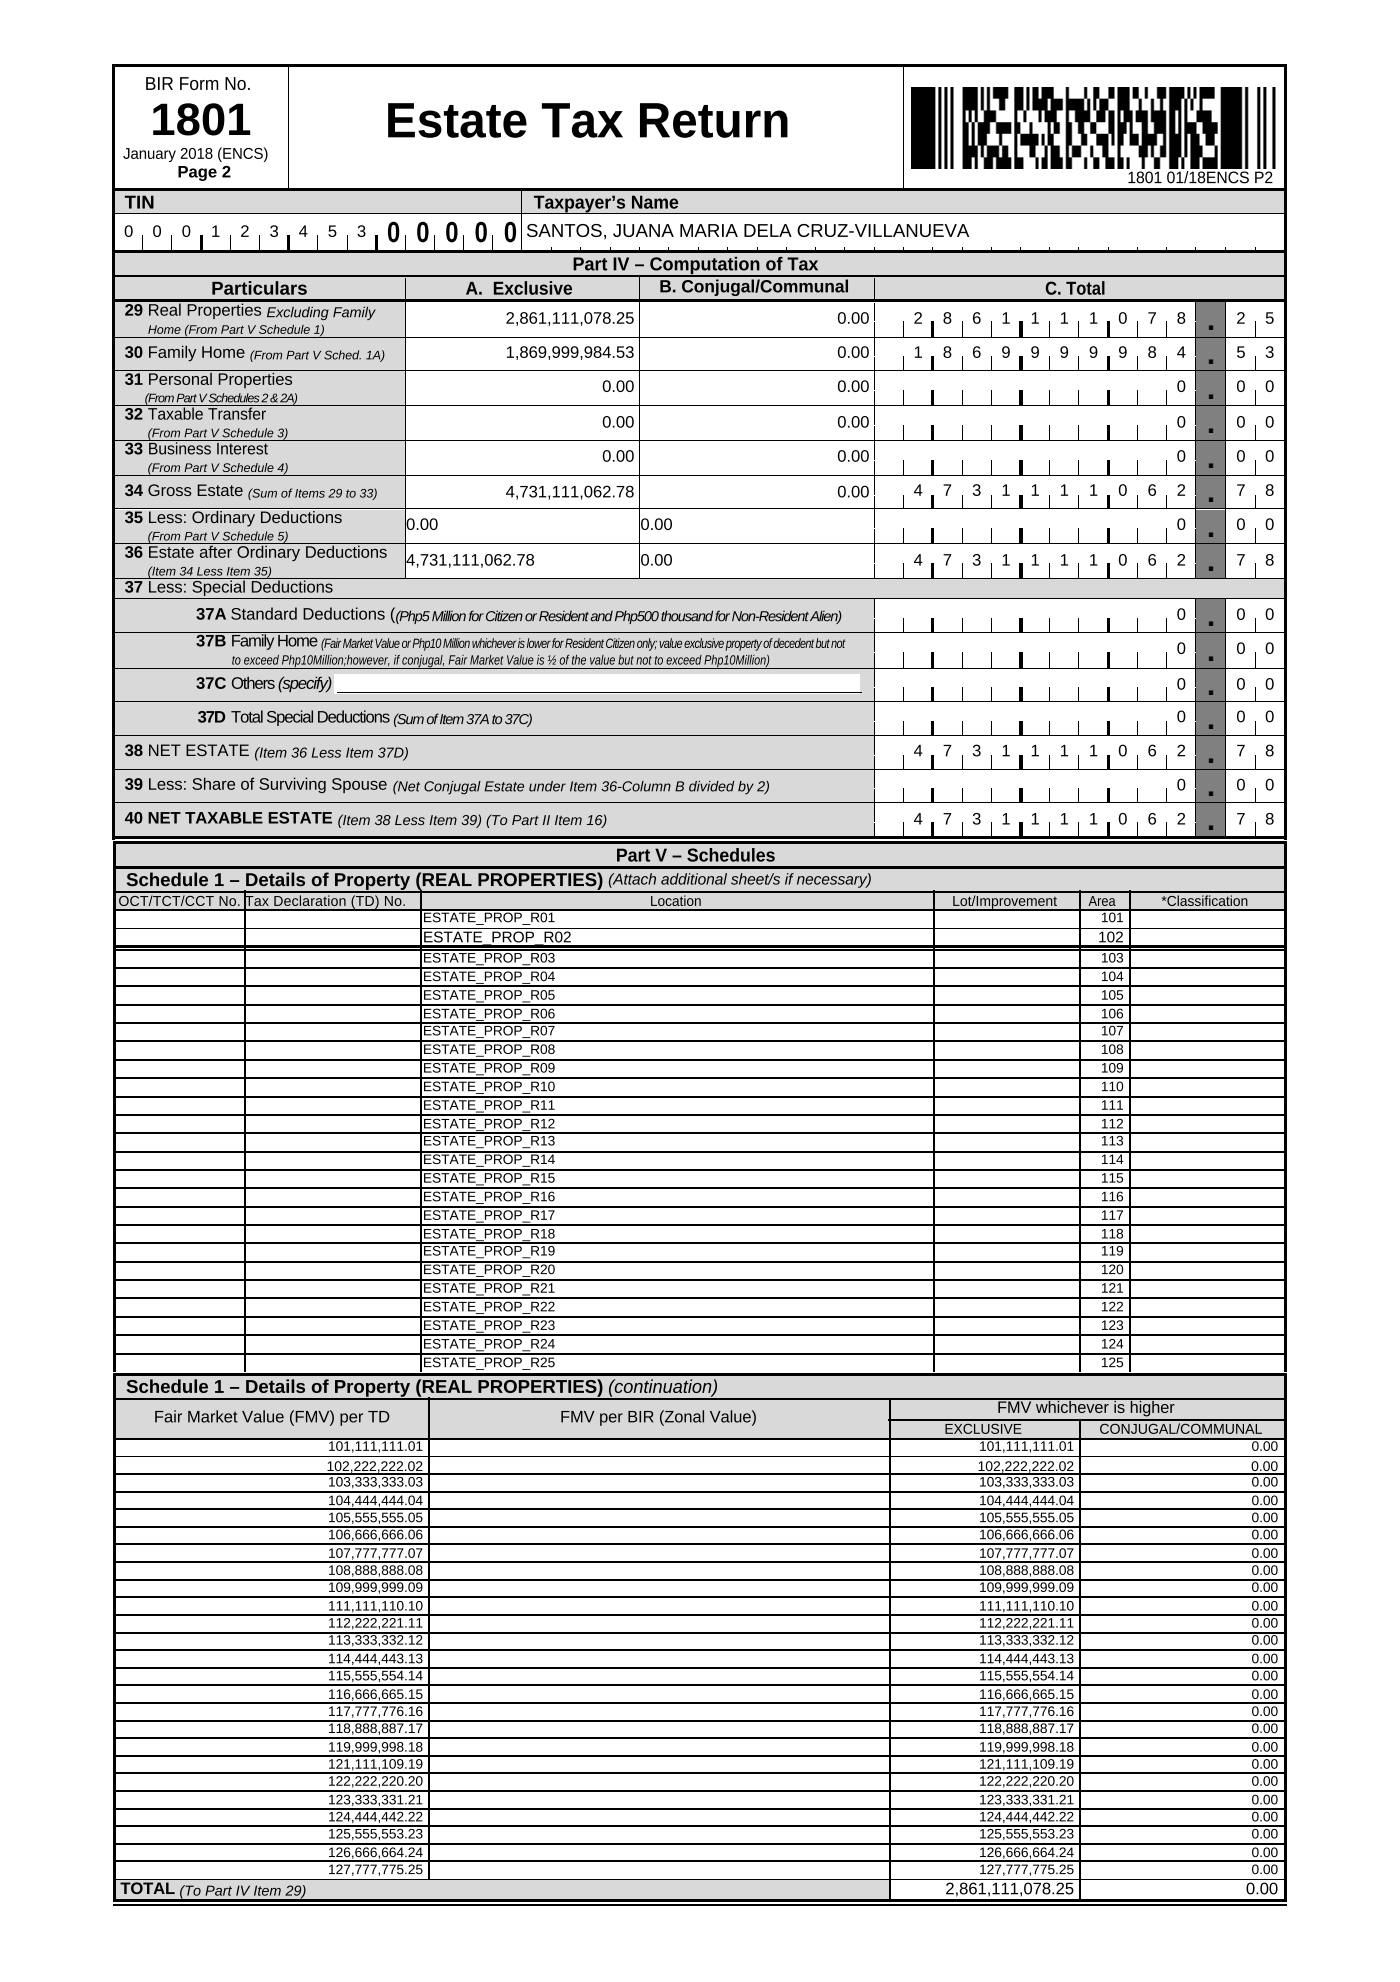 BIR Form No.
1801
January 2018 (ENCS)
Page 2
Estate Tax Return
1801 01/18ENCS P2
TIN Taxpayer’s Name
0 0 0 1 2 3 4 5 3 0 0 0 0 0 SANTOS, JUANA MARIA DELA CRUZ-VILLANUEVA
Part IV – Computation of Tax
Particulars A. Exclusive B. Conjugal/Communal C. Total
29 Real Properties Excluding Family
Home (From Part V Schedule 1) 2,861,111,078.25 0.00 2 8 6 1 1 1 1 0 7 8 . 2 5
30 Family Home (From Part V Sched. 1A) 1,869,999,984.53 0.00 1 8 6 9 9 9 9 9 8 4 . 5 3
31 Personal Properties
(From Part V Schedules 2 & 2A) 0.00 0.00 0 . 0 0
32 Taxable Transfer
(From Part V Schedule 3) 0.00 0.00 0 . 0 0
33 Business Interest
(From Part V Schedule 4) 0.00 0.00 0 . 0 0
34 Gross Estate (Sum of Items 29 to 33) 4,731,111,062.78 0.00 4 7 3 1 1 1 1 0 6 2 . 7 8
35 Less: Ordinary Deductions
(From Part V Schedule 5) 0.00 0.00 0 . 0 0
36 Estate after Ordinary Deductions
(Item 34 Less Item 35) 4,731,111,062.78 0.00 4 7 3 1 1 1 1 0 6 2 . 7 8
37 Less: Special Deductions
37A Standard Deductions ((Php5 Million for Citizen or Resident and Php500 thousand for Non-Resident Alien) 0 . 0 0
37B Family Home (Fair Market Value or Php10 Million whichever is lower for Resident Citizen only; value exclusive property of decedent but not
to exceed Php10Million;however, if conjugal, Fair Market Value is ½ of the value but not to exceed Php10Million) 0 . 0 0
37C Others (specify) 0 . 0 0
37D Total Special Deductions (Sum of Item 37A to 37C) 0 . 0 0
38 NET ESTATE (Item 36 Less Item 37D) 4 7 3 1 1 1 1 0 6 2 . 7 8
39 Less: Share of Surviving Spouse (Net Conjugal Estate under Item 36-Column B divided by 2) 0 . 0 0
40 NET TAXABLE ESTATE (Item 38 Less Item 39) (To Part II Item 16) 4 7 3 1 1 1 1 0 6 2 . 7 8
Part V – Schedules
Schedule 1 – Details of Property (REAL PROPERTIES) (Attach additional sheet/s if necessary)
OCT/TCT/CCT No. Tax Declaration (TD) No. Location Lot/Improvement Area *Classification
ESTATE_PROP_R01 101
ESTATE_PROP_R02 102
ESTATE_PROP_R03 103
ESTATE_PROP_R04 104
ESTATE_PROP_R05 105
ESTATE_PROP_R06 106
ESTATE_PROP_R07 107
ESTATE_PROP_R08 108
ESTATE_PROP_R09 109
ESTATE_PROP_R10 110
ESTATE_PROP_R11 111
ESTATE_PROP_R12 112
ESTATE_PROP_R13 113
ESTATE_PROP_R14 114
ESTATE_PROP_R15 115
ESTATE_PROP_R16 116
ESTATE_PROP_R17 117
ESTATE_PROP_R18 118
ESTATE_PROP_R19 119
ESTATE_PROP_R20 120
ESTATE_PROP_R21 121
ESTATE_PROP_R22 122
ESTATE_PROP_R23 123
ESTATE_PROP_R24 124
ESTATE_PROP_R25 125
Schedule 1 – Details of Property (REAL PROPERTIES) (continuation)
Fair Market Value (FMV) per TD FMV per BIR (Zonal Value) FMV whichever is higher
EXCLUSIVE CONJUGAL/COMMUNAL
101,111,111.01 101,111,111.01 0.00
102,222,222.02 102,222,222.02 0.00
103,333,333.03 103,333,333.03 0.00
104,444,444.04 104,444,444.04 0.00
105,555,555.05 105,555,555.05 0.00
106,666,666.06 106,666,666.06 0.00
107,777,777.07 107,777,777.07 0.00
108,888,888.08 108,888,888.08 0.00
109,999,999.09 109,999,999.09 0.00
111,111,110.10 111,111,110.10 0.00
112,222,221.11 112,222,221.11 0.00
113,333,332.12 113,333,332.12 0.00
114,444,443.13 114,444,443.13 0.00
115,555,554.14 115,555,554.14 0.00
116,666,665.15 116,666,665.15 0.00
117,777,776.16 117,777,776.16 0.00
118,888,887.17 118,888,887.17 0.00
119,999,998.18 119,999,998.18 0.00
121,111,109.19 121,111,109.19 0.00
122,222,220.20 122,222,220.20 0.00
123,333,331.21 123,333,331.21 0.00
124,444,442.22 124,444,442.22 0.00
125,555,553.23 125,555,553.23 0.00
126,666,664.24 126,666,664.24 0.00
127,777,775.25 127,777,775.25 0.00
TOTAL (To Part IV Item 29) 2,861,111,078.25 0.00